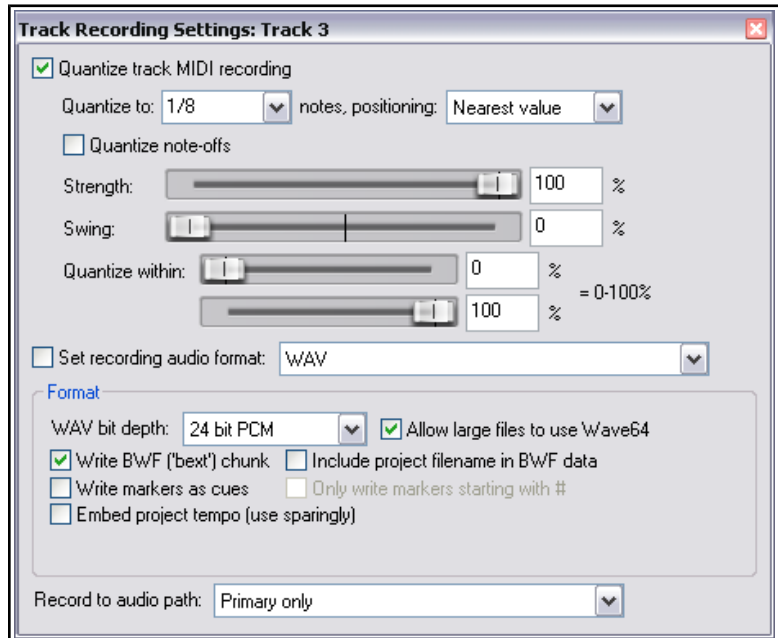 Track Recording Settings: Track 3
Quantize track MIDI recording
Quantize to: 1/8 notes, positioning: Nearest value
Quantize note-offs
Strength: 100 %
Swing: 0 %
Quantize within: 0 %
= 0-100%
100 %
Set recording audio format: WAV
Format
WAV bit depth: 24 bit PCM Allow large files to use Wave64
Write BWF ('bext') chunk Include project filename in BWF data
Write markers as cues Only write markers starting with #
Embed project tempo (use sparingly)
Record to audio path: Primary only